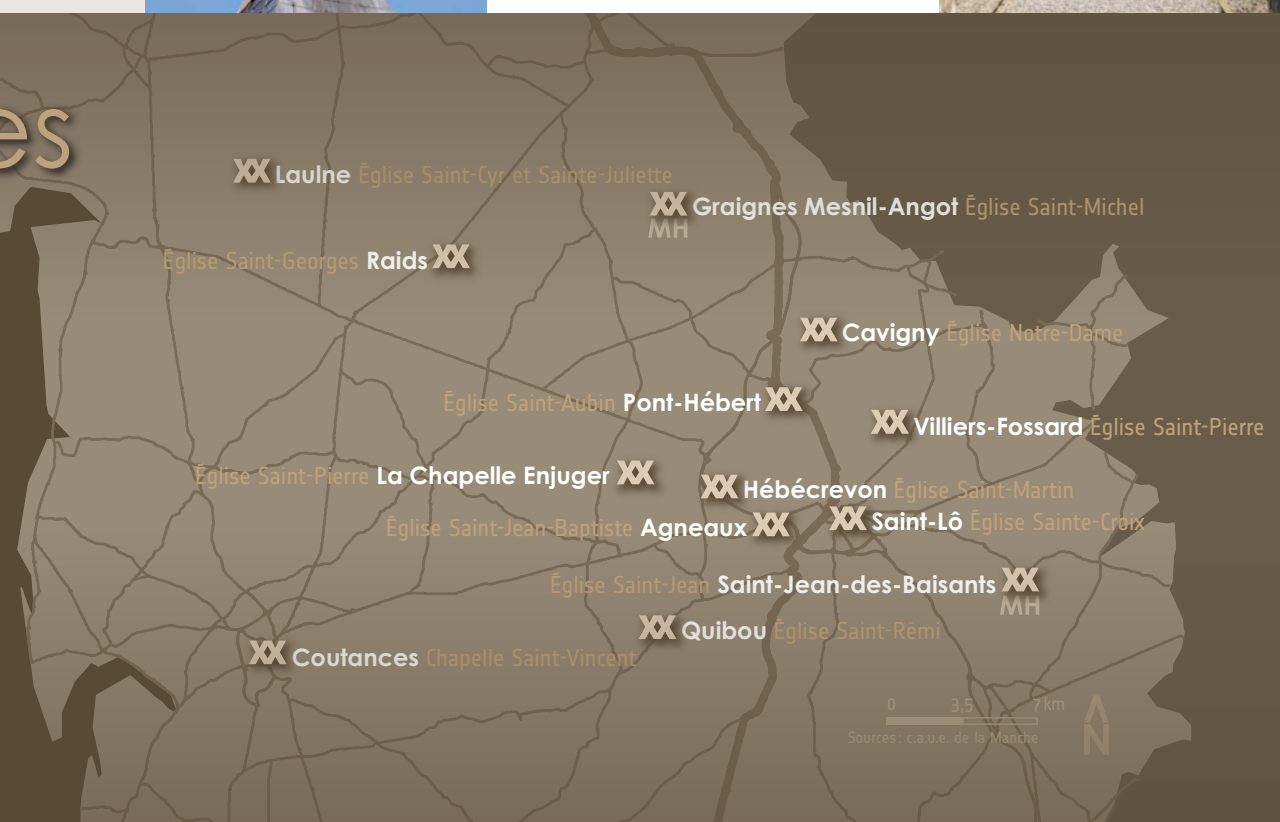 es
XX Laulne Église Saint-Cyr et Sainte-Juliette
XX Graignes Mesnil-Angot Église Saint-Michel
MH
Église Saint-Georges Raids XX
XX Cavigny Église Notre-Dame
Église Saint-Aubin Pont-Hébert XX
XX Villiers-Fossard Église Saint-Pierre
Église Saint-Pierre La Chapelle Enjuger XX
XX Hébécrevon Église Saint-Martin
Église Saint-Jean-Baptiste Agneaux XX
XX Saint-Lô Église Sainte-Croix
Église Saint-Jean Saint-Jean-des-Baisants XX
MH
XX Quibou Église Saint-Rémi
XX Coutances Chapelle Saint-Vincent
0 3,5 7 km
Sources : c.a.u.e. de la Manche
N